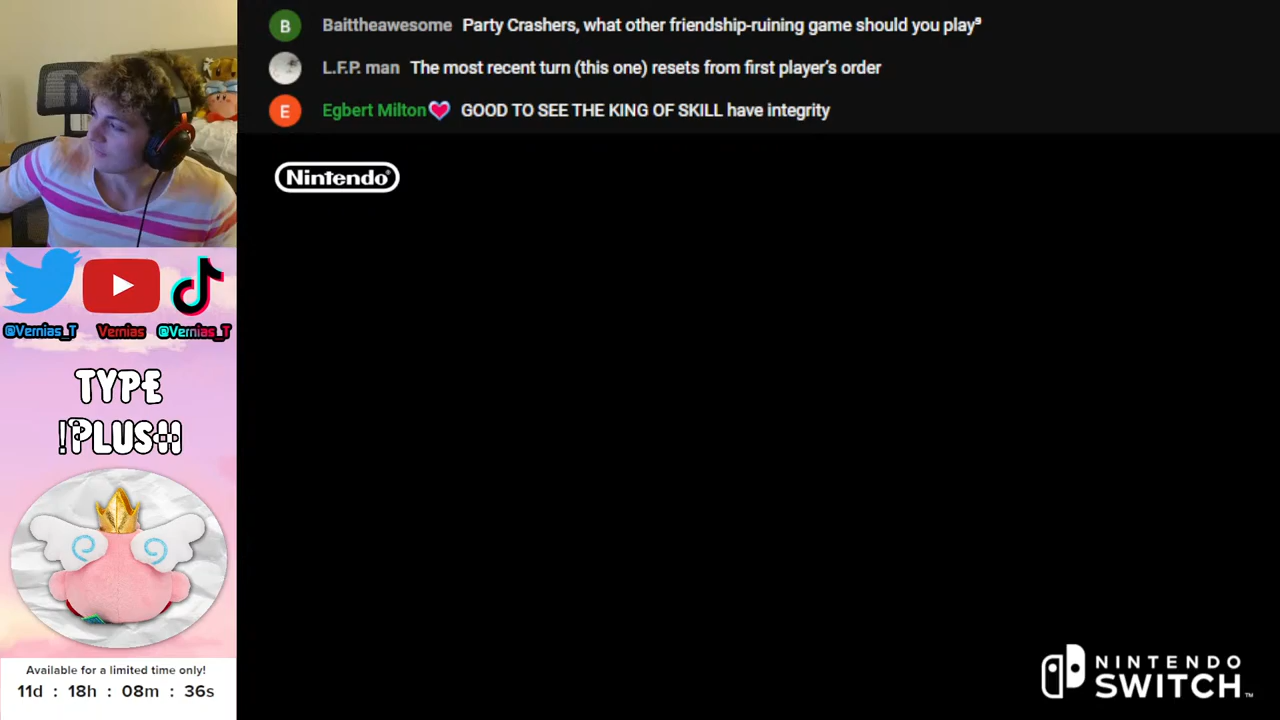 B Baittheawesome Party Crashers, what other friendship-ruining game should you play⁹
L.F.P. man The most recent turn (this one) resets from first player's order
E Egbert Milton GOOD TO SEE THE KING OF SKILL have integrity
Nintendo®
@Vernias_T Vernias @Vernias_T
TYPE
!PLUSH
Available for a limited time only!
11d : 18h : 08m : 36s
NINTENDO
SWITCH™